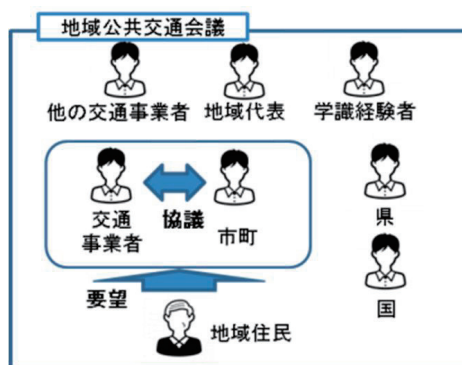 地域公共交通会議
他の交通事業者
地域代表
学識経験者
交通
事業者
協議
市町
県
国
要望
地域住民